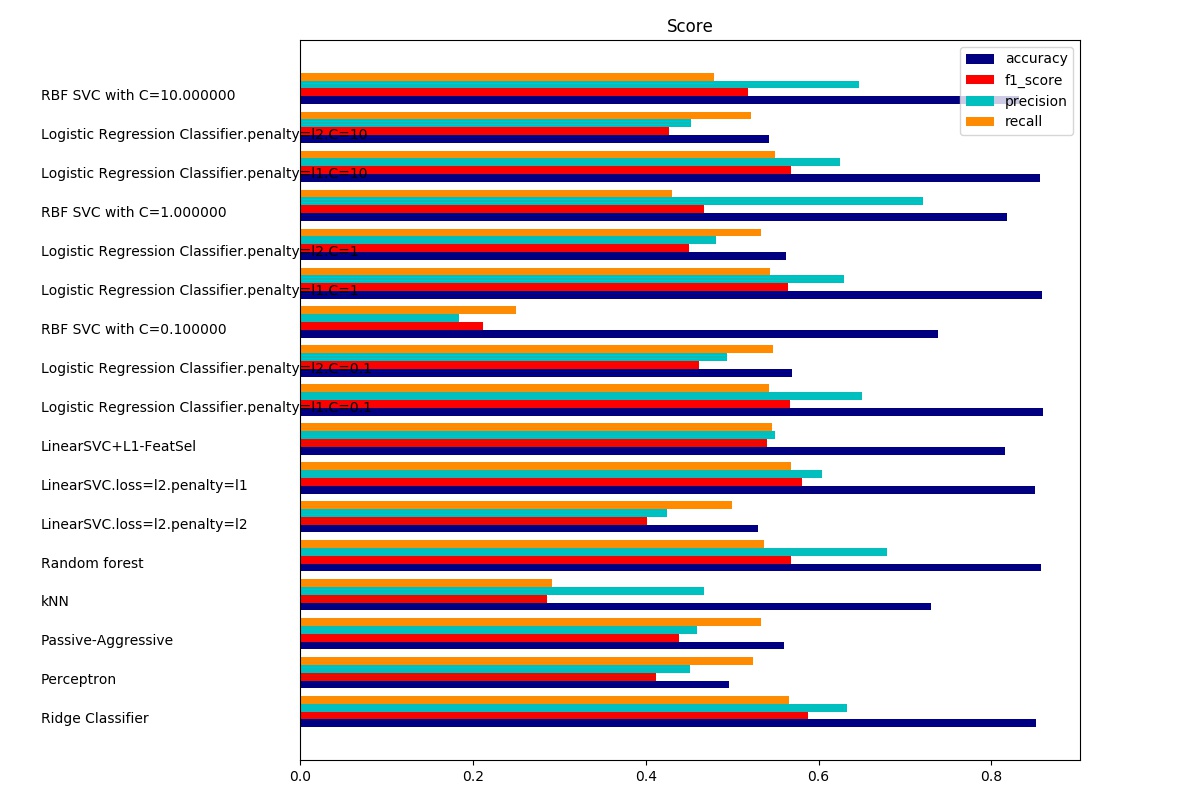 Score
accuracy
f1_score
precision
recall
RBF SVC with C=10.000000
Logistic Regression Classifier.penalty=l2.C=10
Logistic Regression Classifier.penalty=l1.C=10
RBF SVC with C=1.000000
Logistic Regression Classifier.penalty=l2.C=1
Logistic Regression Classifier.penalty=l1.C=1
RBF SVC with C=0.100000
Logistic Regression Classifier.penalty=l2.C=0.1
Logistic Regression Classifier.penalty=l1.C=0.1
LinearSVC+L1-FeatSel
LinearSVC.loss=l2.penalty=l1
LinearSVC.loss=l2.penalty=l2
Random forest
kNN
Passive-Aggressive
Perceptron
Ridge Classifier
0.0 0.2 0.4 0.6 0.8